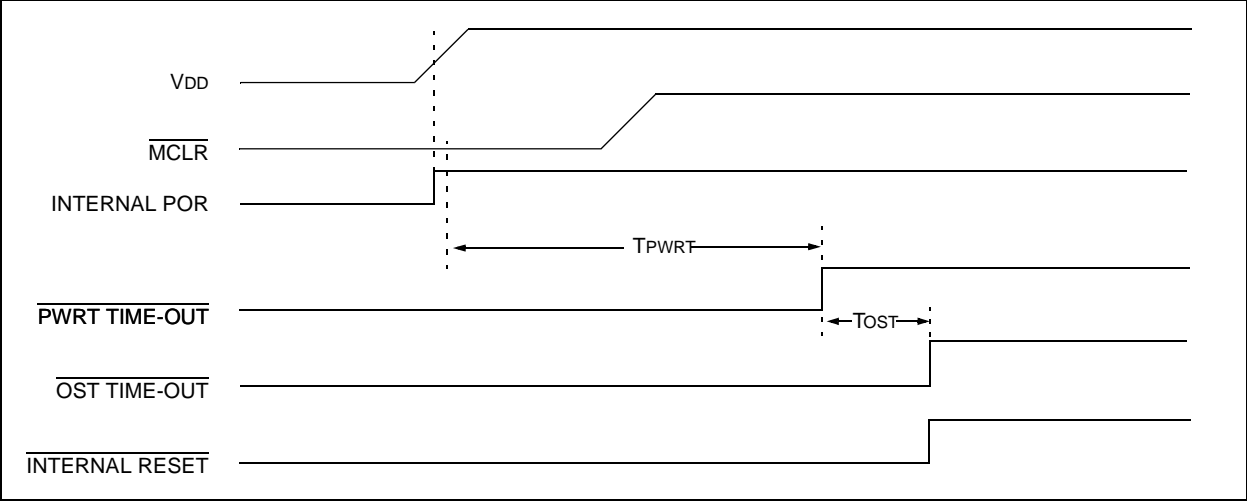 VDD
MCLR
INTERNAL POR
TPWRT
PWRT TIME-OUT
TOST
OST TIME-OUT
INTERNAL RESET